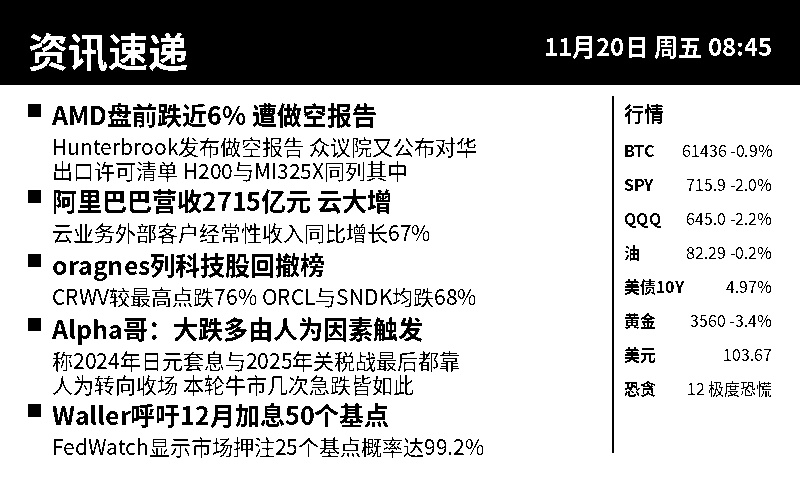 资讯速递
11月20日 周五 08:45
AMD盘前跌近6% 遭做空报告
Hunterbrook发布做空报告 众议院又公布对华
出口许可清单 H200与MI325X同列其中
阿里巴巴营收2715亿元 云大增
云业务外部客户经常性收入同比增长67%
oragnes列科技股回撤榜
CRWV较最高点跌76% ORCL与SNDK均跌68%
Alpha哥：大跌多由人为因素触发
称2024年日元套息与2025年关税战最后都靠
人为转向收场 本轮牛市几次急跌皆如此
Waller呼吁12月加息50个基点
FedWatch显示市场押注25个基点概率达99.2%
行情
BTC 61436 -0.9%
SPY 715.9 -2.0%
QQQ 645.0 -2.2%
油 82.29 -0.2%
美债10Y 4.97%
黄金 3560 -3.4%
美元 103.67
恐贪 12 极度恐慌